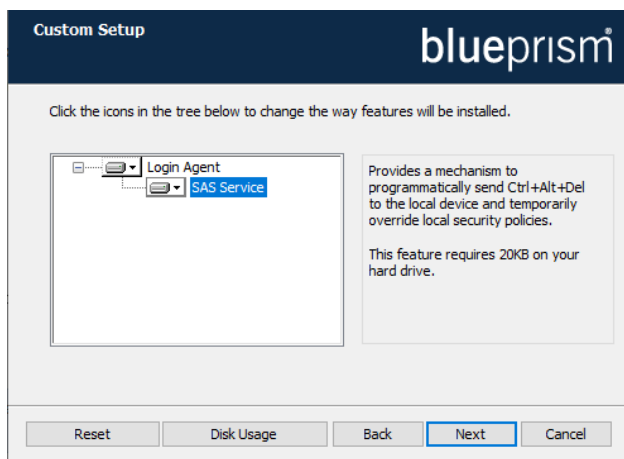 Custom Setup
blueprism®
Click the icons in the tree below to change the way features will be installed.
Login Agent
SAS Service
Provides a mechanism to
programmatically send Ctrl+Alt+Del
to the local device and temporarily
override local security policies.
This feature requires 20KB on your
hard drive.
Reset
Disk Usage
Back
Next
Cancel